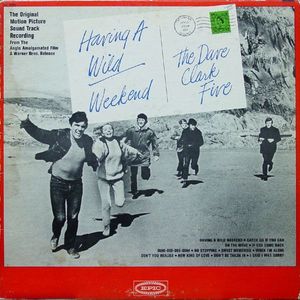 The Original
Motion Picture
Sound Track
Recording
From The
Anglo Amalgamated Film
A Warner Bros. Release
Having A
Wild
Weekend
The Dave
Clark
Five
HAVING A WILD WEEKEND • CATCH US IF YOU CAN
ON THE MOVE • IF YOU COME BACK
DUM-DEE-DEE-DUM • NO STOPPING • SWEET MEMORIES • WHEN I'M ALONE
DON'T YOU REALIZE • NEW KIND OF LOVE • DON'T BE TAKEN IN • I SAID I WAS SORRY
EPIC